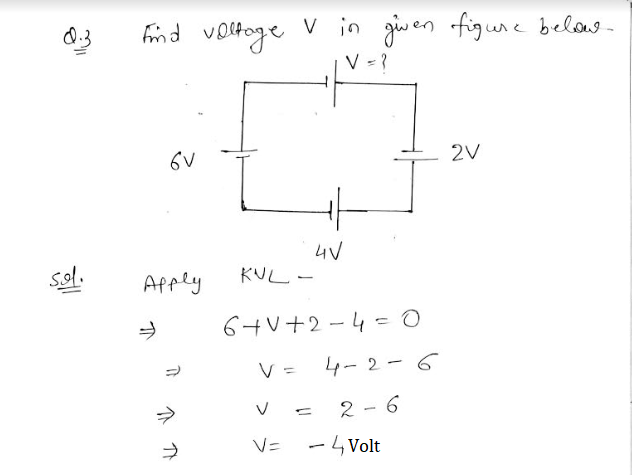 Q.3 Find voltage V in given figure below-
V = ?
6V
2V
4V
Sol. Apply KVL -
⇒ 6+V+2-4=0
⇒ V = 4-2-6
⇒ V = 2-6
⇒ V= -4 Volt